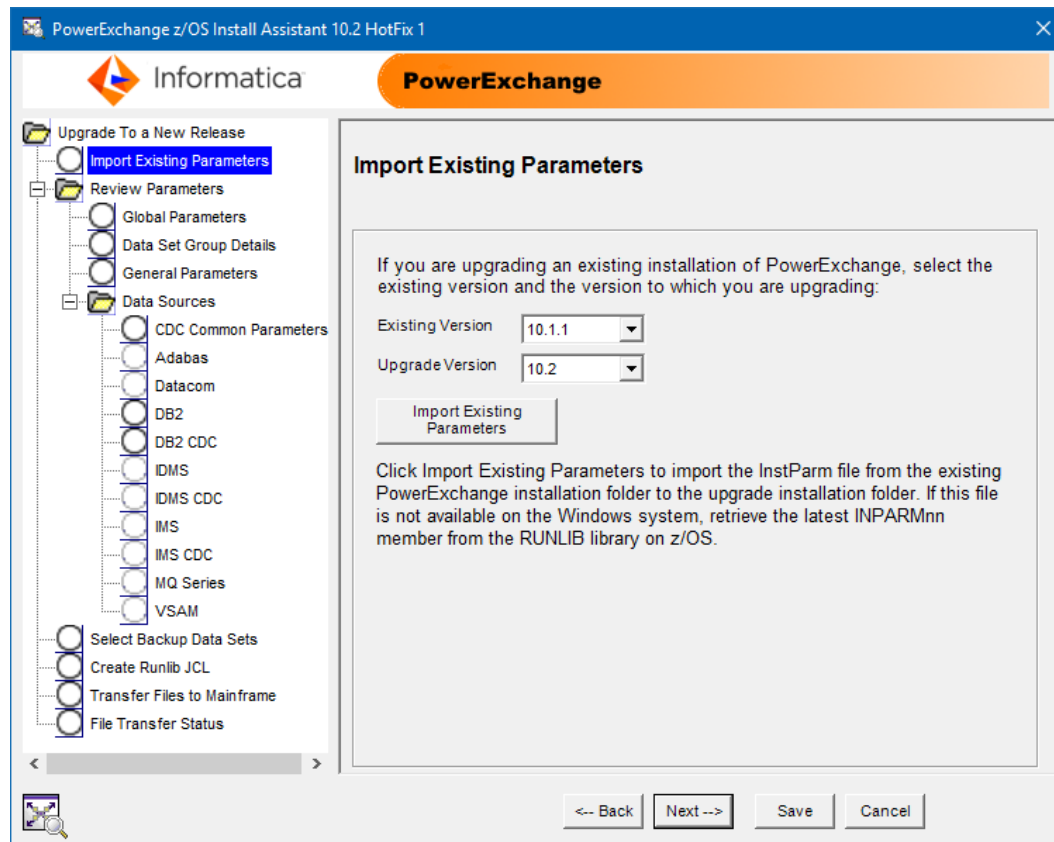 PowerExchange z/OS Install Assistant 10.2 HotFix 1
Informatica
PowerExchange
Upgrade To a New Release
Import Existing Parameters
Review Parameters
Global Parameters
Data Set Group Details
General Parameters
Data Sources
CDC Common Parameters
Adabas
Datacom
DB2
DB2 CDC
IDMS
IDMS CDC
IMS
IMS CDC
MQ Series
VSAM
Select Backup Data Sets
Create Runlib JCL
Transfer Files to Mainframe
File Transfer Status
Import Existing Parameters
If you are upgrading an existing installation of PowerExchange, select the
existing version and the version to which you are upgrading:
Existing Version 10.1.1
Upgrade Version 10.2
Import Existing
Parameters
Click Import Existing Parameters to import the InstParm file from the existing
PowerExchange installation folder to the upgrade installation folder. If this file
is not available on the Windows system, retrieve the latest INPARMnn
member from the RUNLIB library on z/OS.
<-- Back Next --> Save Cancel